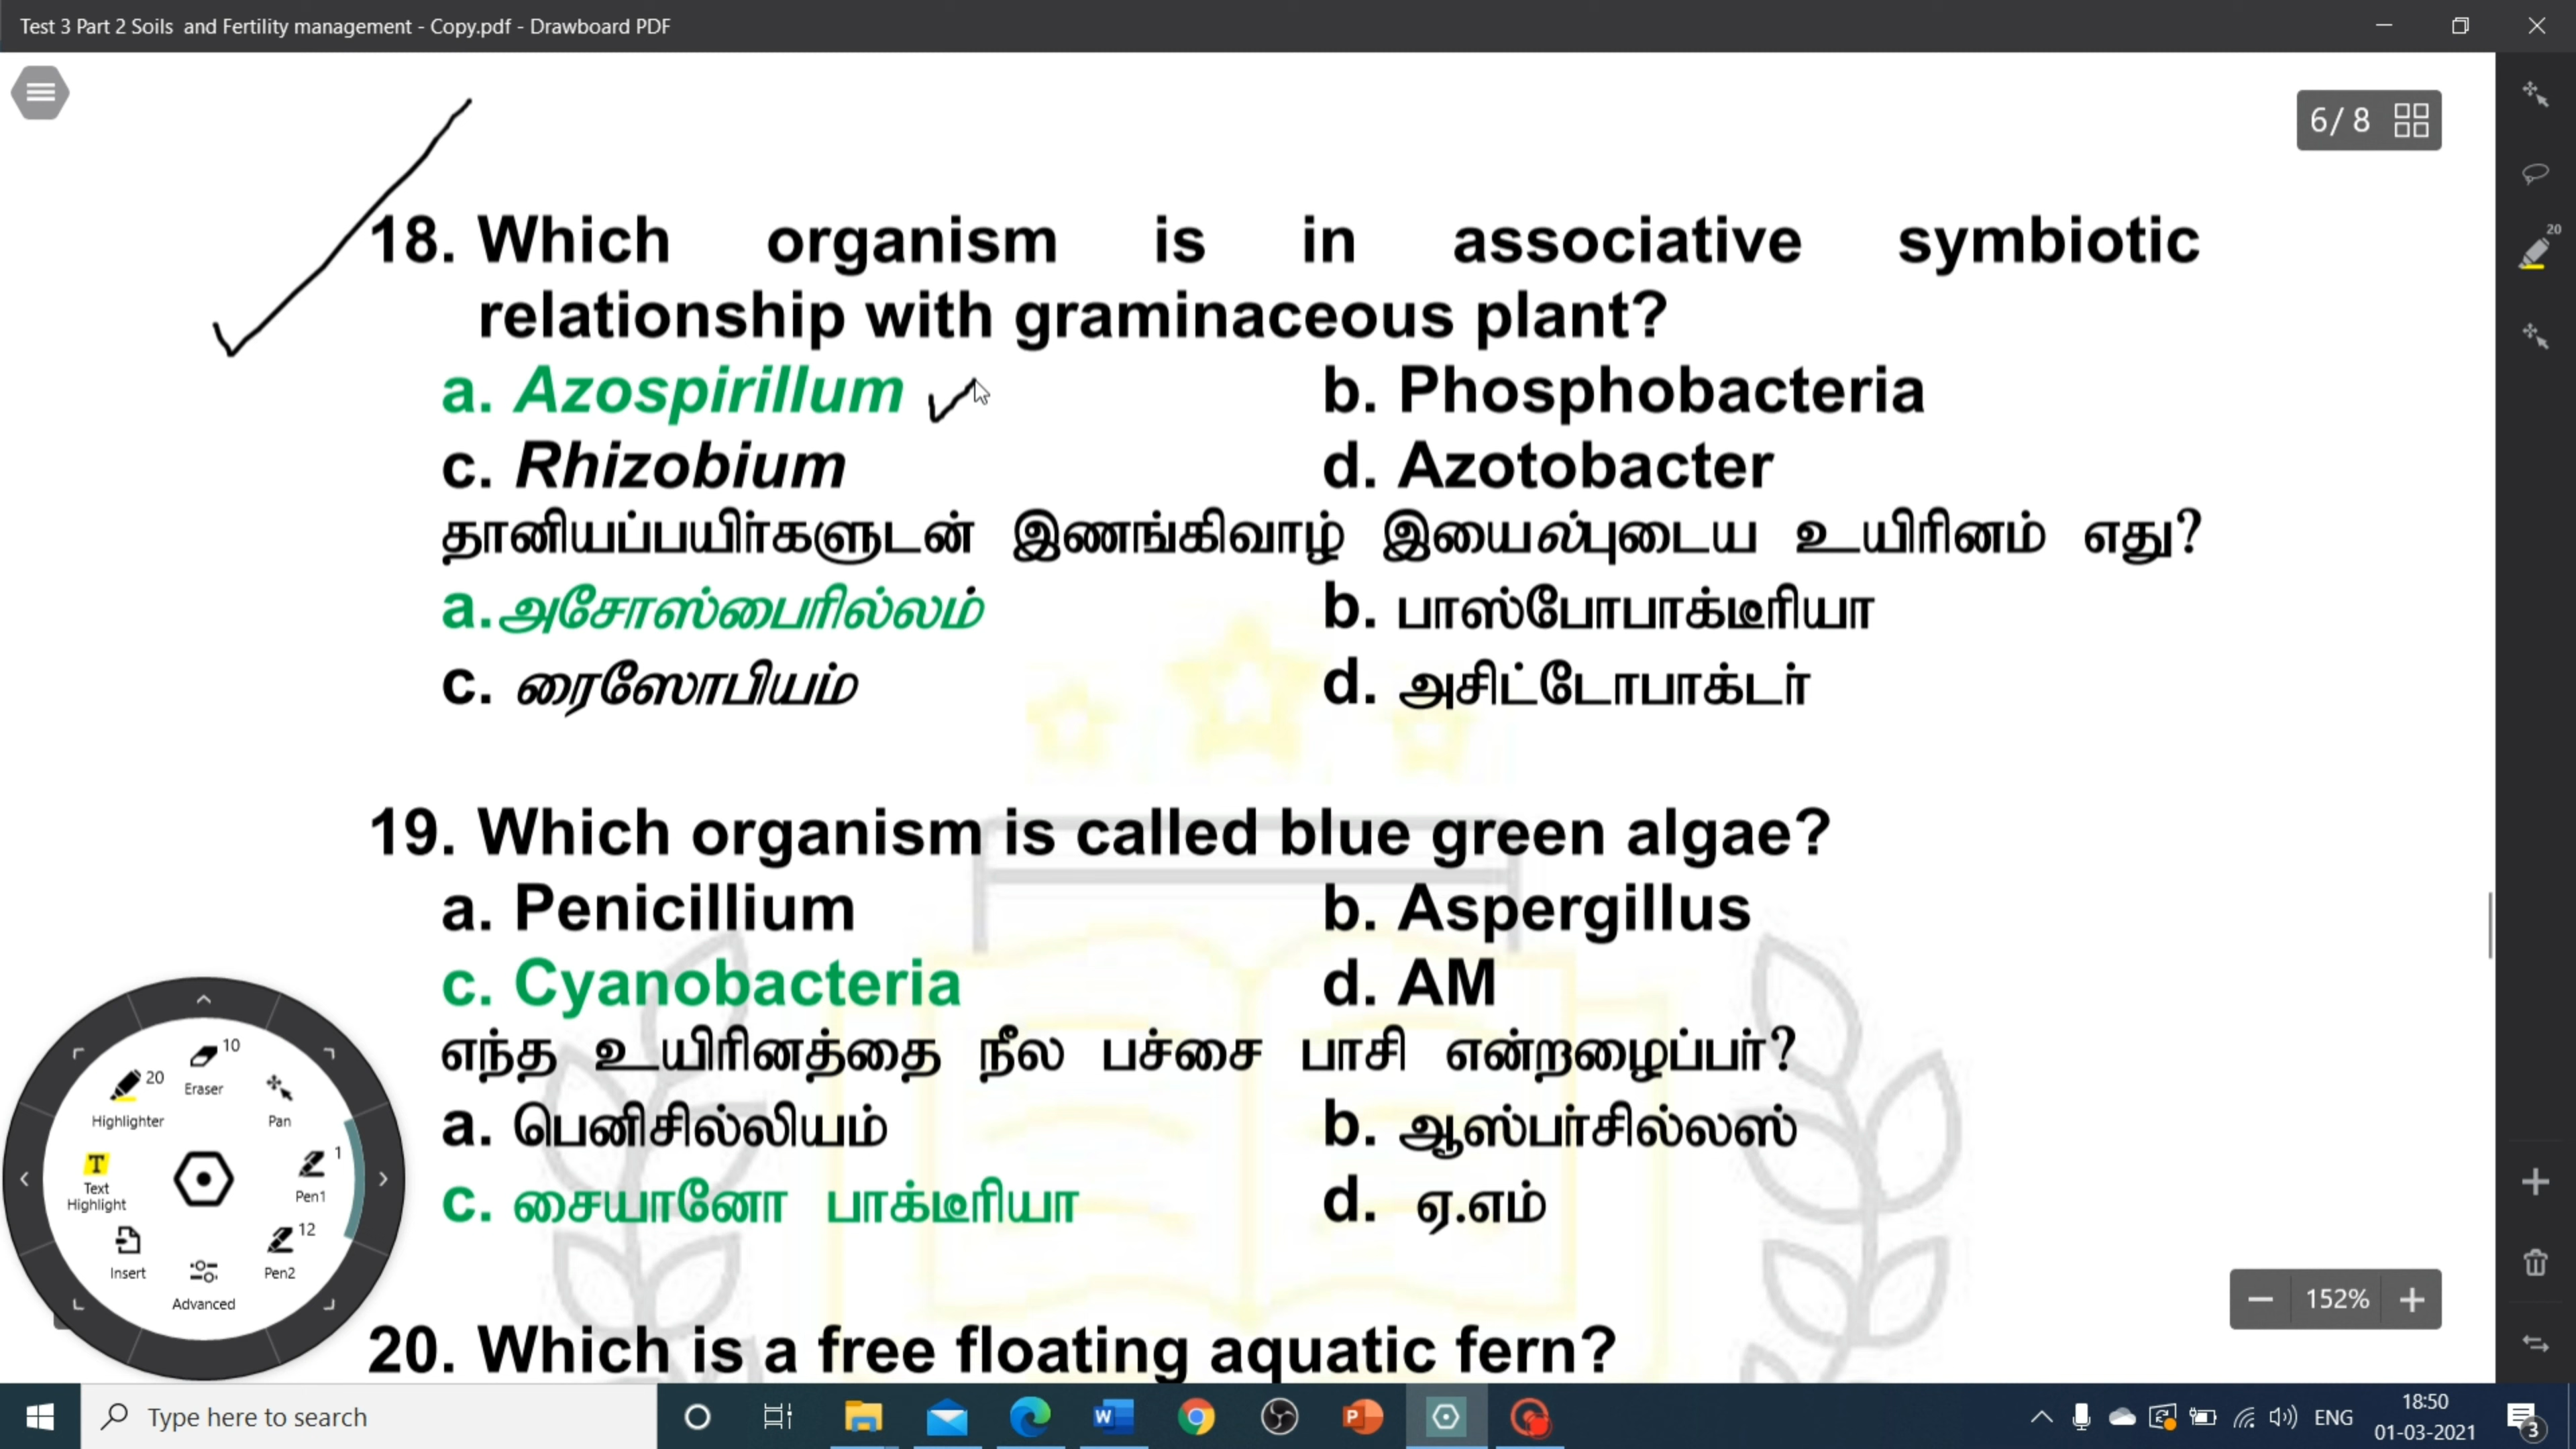 Test 3 Part 2 Soils and Fertility management - Copy.pdf - Drawboard PDF
6/ 8
20
18. Which organism is in associative symbiotic
relationship with graminaceous plant?
a. Azospirillum b. Phosphobacteria
c. Rhizobium d. Azotobacter
தானியப்பயிர்களுடன் இணங்கிவாழ் இயைல்புடைய உயிரினம் எது?
a. அசோஸ்பைரில்லம் b. பாஸ்போபாக்டீரியா
c. ரைஸோபியம் d. அசிட்டோபாக்டர்
19. Which organism is called blue green algae?
a. Penicillium b. Aspergillus
c. Cyanobacteria d. AM
எந்த உயிரினத்தை நீல பச்சை பாசி என்றழைப்பர்?
a. பெனிசில்லியம் b. ஆஸ்பர்சில்லஸ்
c. சையானோ பாக்டீரியா d. ஏ.எம்
20. Which is a free floating aquatic fern?
10
Eraser
20
Highlighter
Pan
T
Text
Highlight
1
Pen1
Insert
12
Pen2
Advanced
152%
Type here to search
ENG
18:50
01-03-2021
3